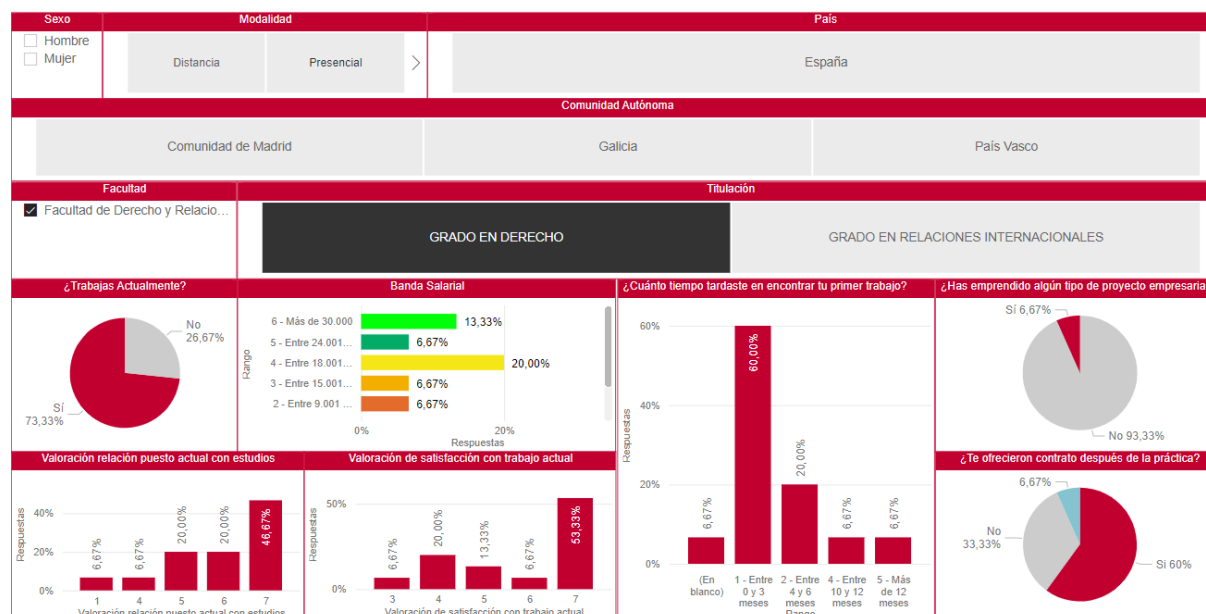 Sexo
Hombre
Mujer
Modalidad
Distancia
Presencial
País
España
Comunidad Autónoma
Comunidad de Madrid
Galicia
País Vasco
Facultad
Facultad de Derecho y Relacio...
Titulación
GRADO EN DERECHO
GRADO EN RELACIONES INTERNACIONALES
¿Trabajas Actualmente?
No
26,67%
Sí
73,33%
Banda Salarial
Rango
6 - Más de 30.000
13,33%
5 - Entre 24.001...
6,67%
4 - Entre 18.001...
20,00%
3 - Entre 15.001...
6,67%
2 - Entre 9.001 ...
6,67%
0%
20%
Respuestas
¿Cuánto tiempo tardaste en encontrar tu primer trabajo?
Respuestas
60%
40%
20%
0%
6,67%
60,00%
20,00%
6,67%
6,67%
(En
blanco)
1 - Entre
0 y 3
meses
2 - Entre
4 y 6
meses
4 - Entre
10 y 12
meses
5 - Más
de 12
meses
Rango
¿Has emprendido algún tipo de proyecto empresaria
Sí 6,67%
No 93,33%
Valoración relación puesto actual con estudios
Respuestas
40%
20%
0%
6,67%
6,67%
20,00%
20,00%
46,67%
1
4
5
6
7
Valoración relación puesto actual con estudios
Valoración de satisfacción con trabajo actual
Respuestas
50%
0%
6,67%
20,00%
13,33%
6,67%
53,33%
3
4
5
6
7
Valoración de satisfacción con trabajo actual
¿Te ofrecieron contrato después de la práctica?
6,67%
No
33,33%
Si 60%